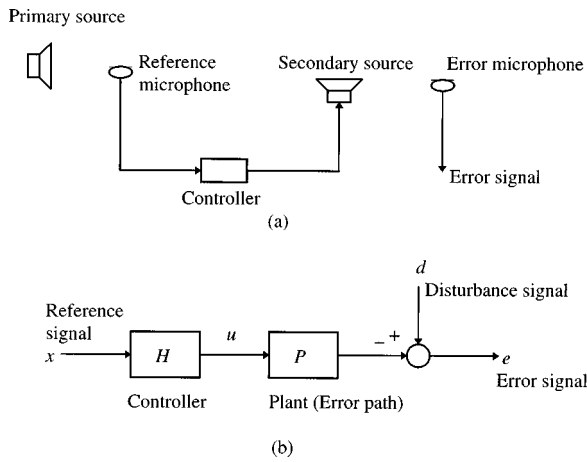 Primary source
Reference
microphone
Secondary source
Error microphone
Controller
Error signal
(a)
d
Disturbance signal
Reference
signal
x
H
u
P
− +
e
Error signal
Controller
Plant (Error path)
(b)